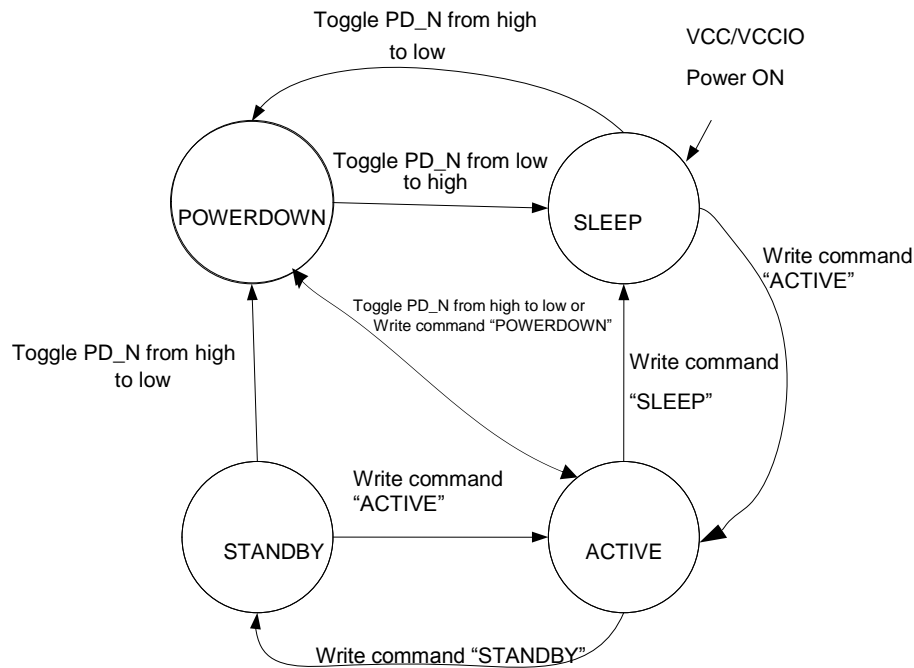 Toggle PD_N from high
to low
VCC/VCCIO
Power ON
Toggle PD_N from low
to high
POWERDOWN
SLEEP
Write command
“ACTIVE”
Toggle PD_N from high to low or
Write command “POWERDOWN”
Toggle PD_N from high
to low
Write command
“SLEEP”
Write command
“ACTIVE”
STANDBY
ACTIVE
Write command “STANDBY”